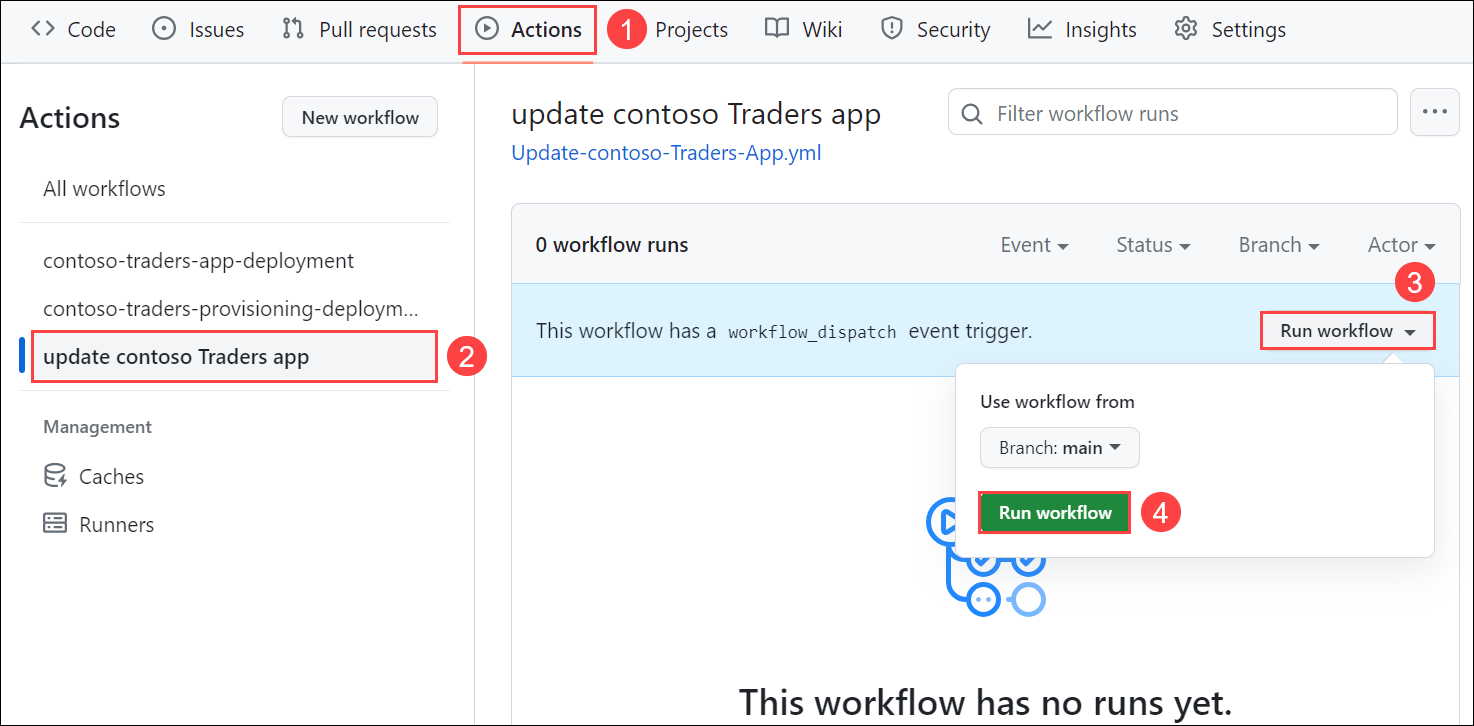 Code Issues Pull requests Actions 1 Projects Wiki Security Insights Settings
Actions
New workflow
All workflows
contoso-traders-app-deployment
contoso-traders-provisioning-deploym...
update contoso Traders app
2
Management
Caches
Runners
update contoso Traders app
Filter workflow runs
Update-contoso-Traders-App.yml
0 workflow runs
Event Status Branch Actor
3
This workflow has a workflow_dispatch event trigger.
Run workflow
Use workflow from
Branch: main
Run workflow
4
This workflow has no runs yet.